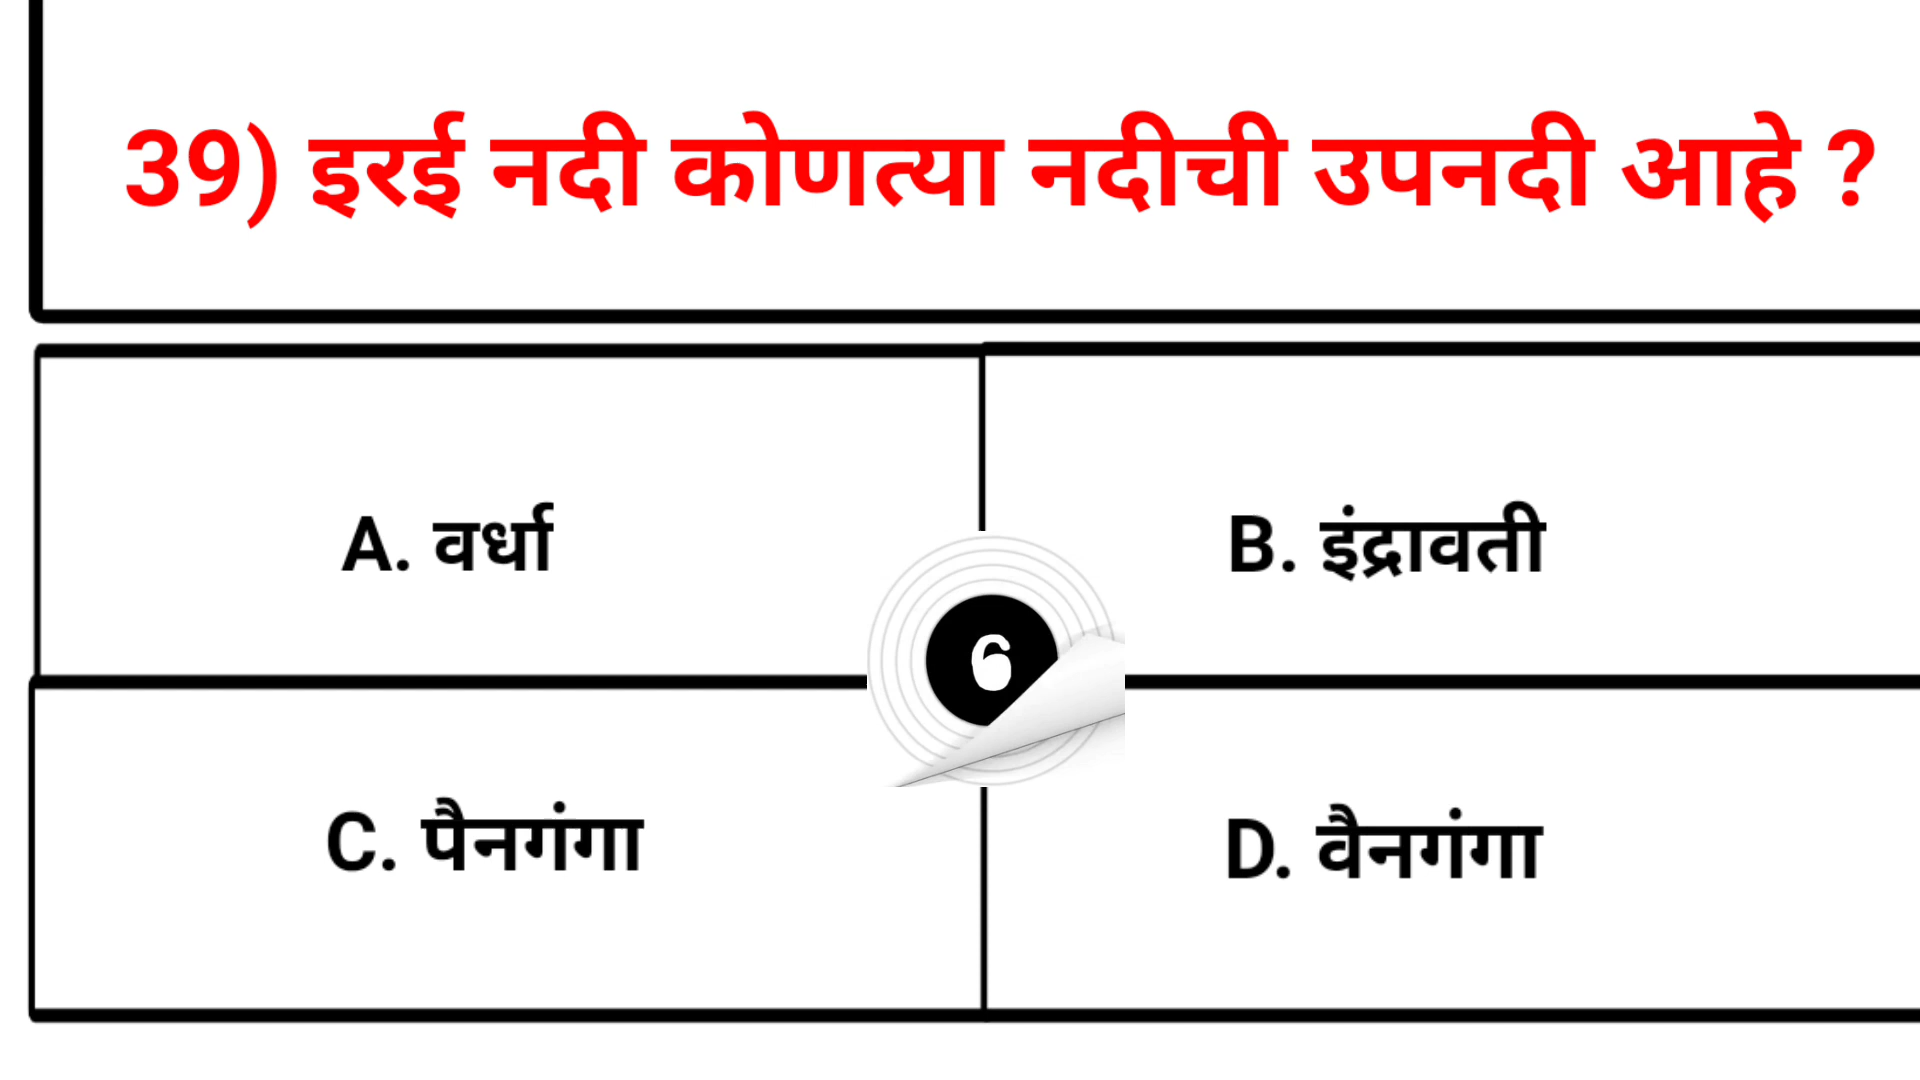 39) इरई नदी कोणत्या नदीची उपनदी आहे ?
A. वर्धा
B. इंद्रावती
6
C. पैनगंगा
D. वैनगंगा